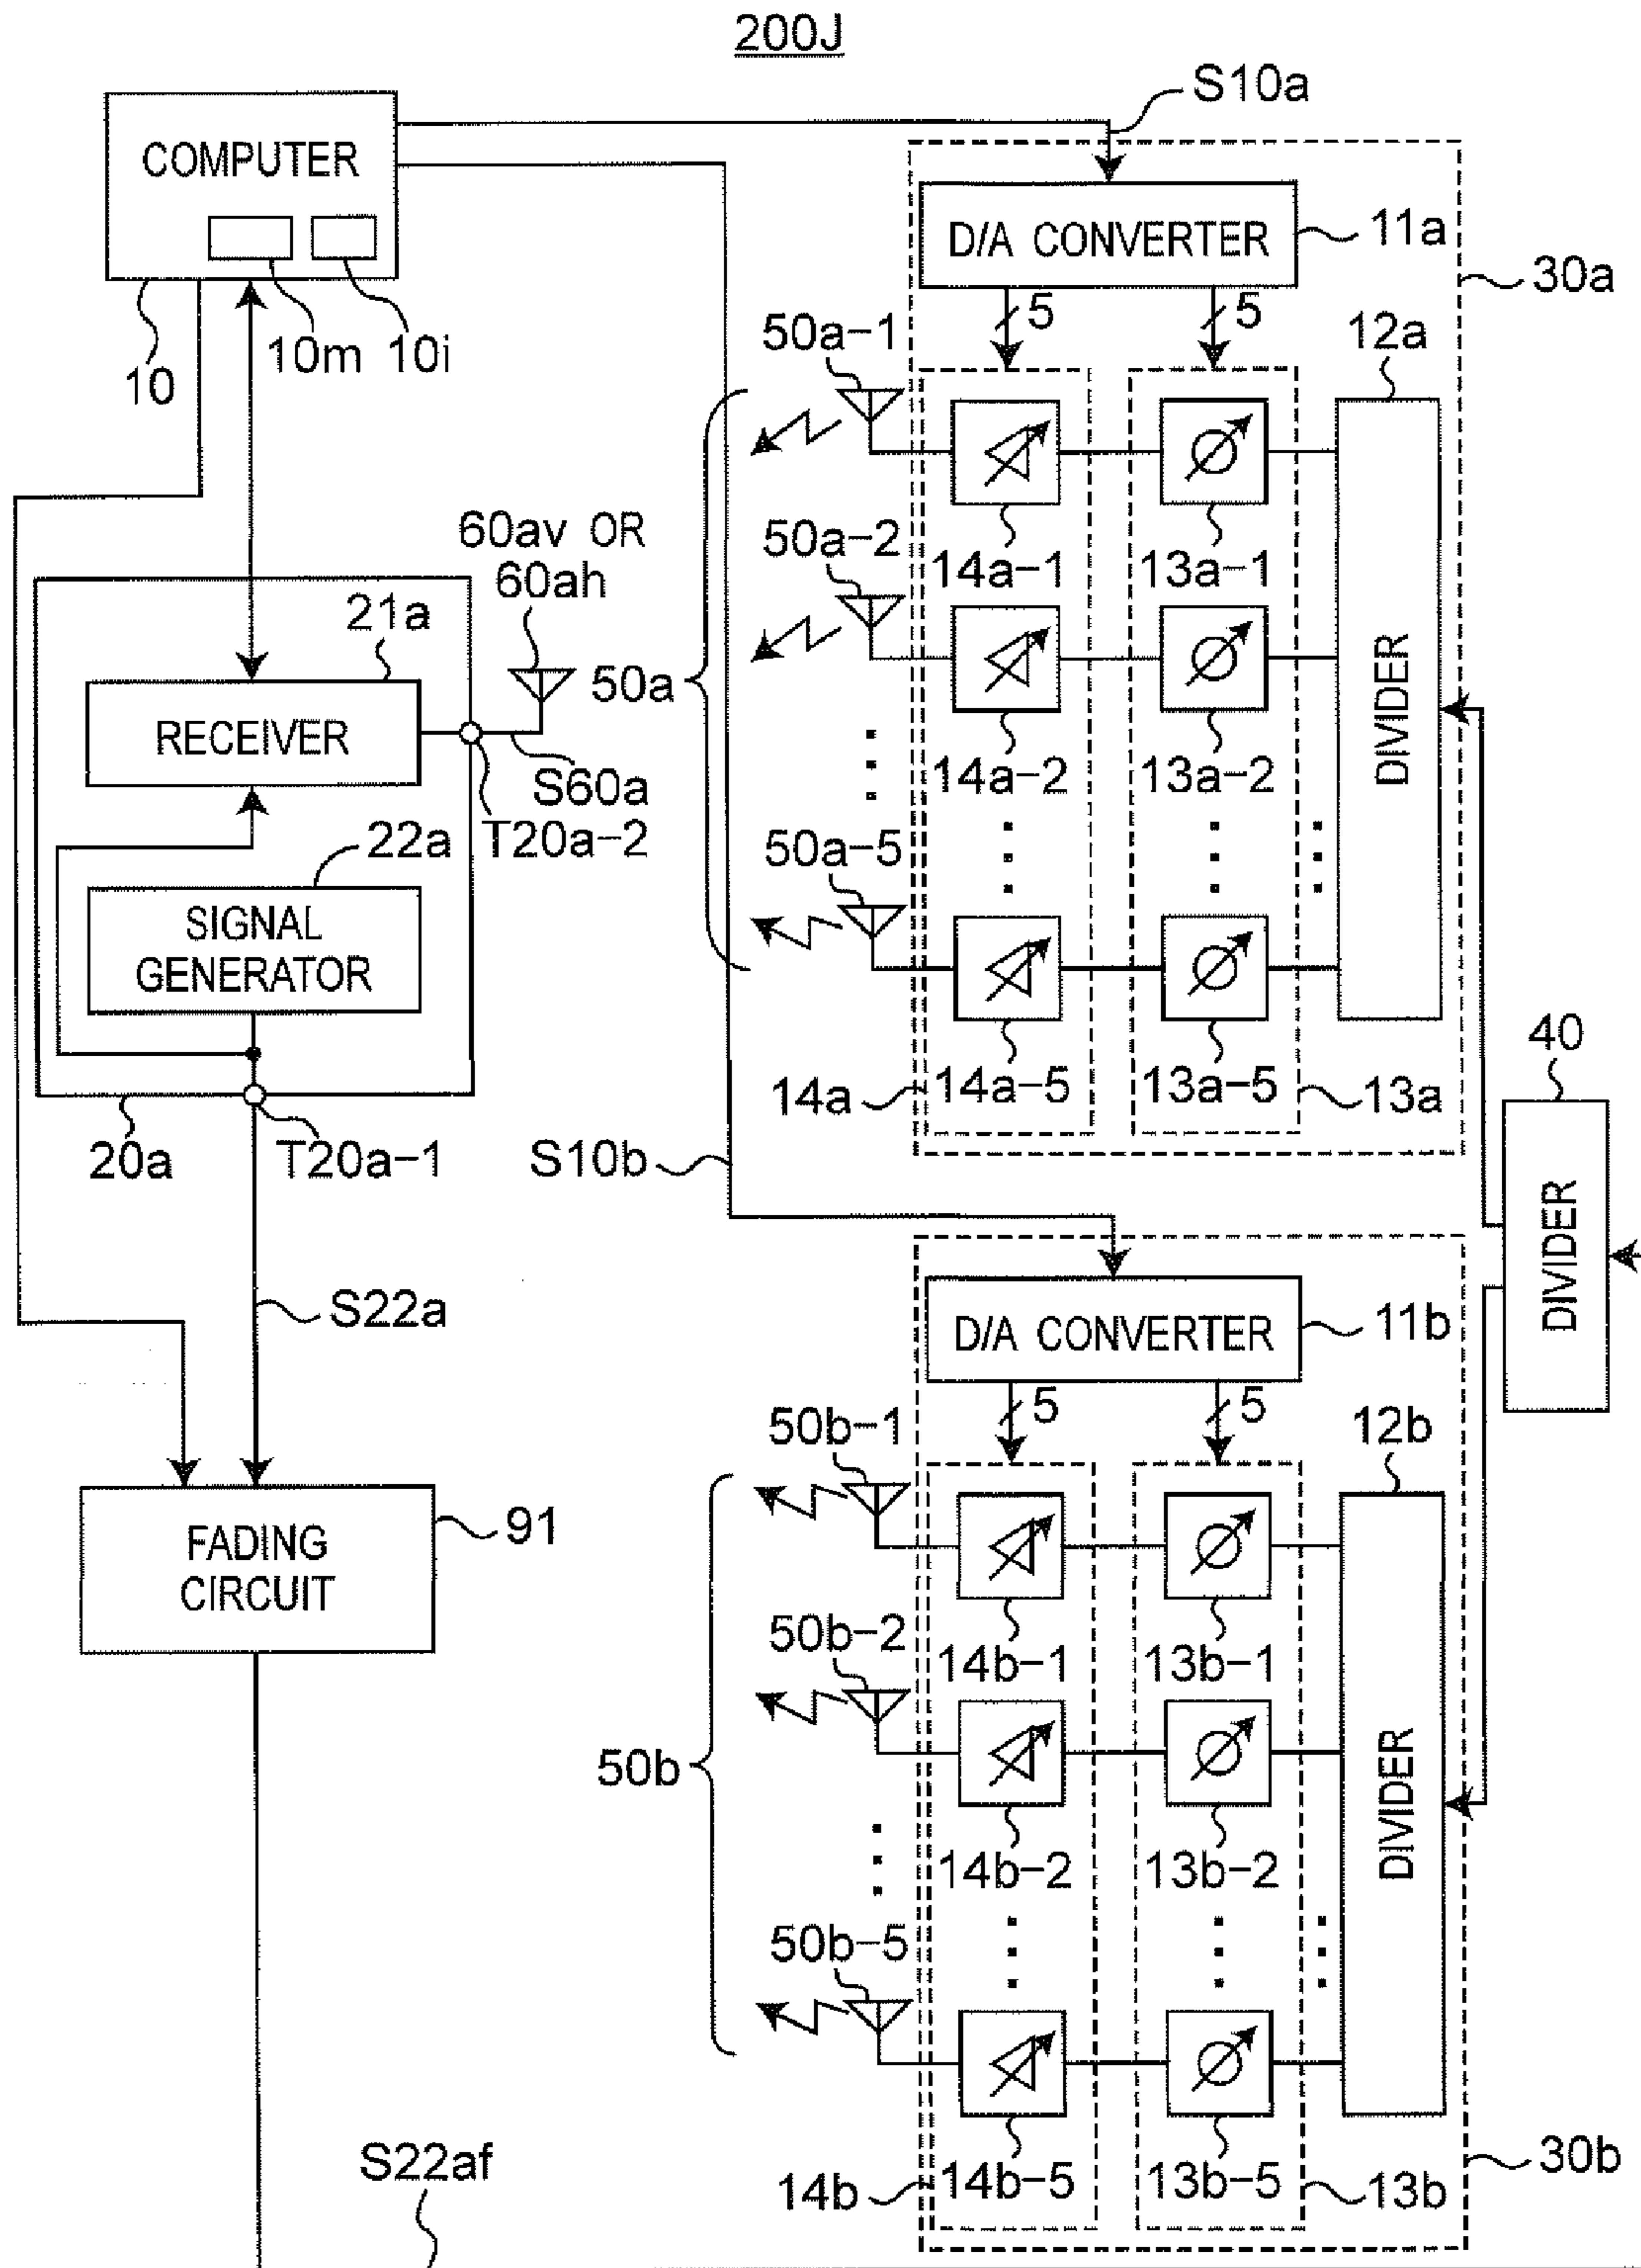 200J
S10a
COMPUTER
D/A CONVERTER
11a
30a
5
5
10
10m
10i
50a-1
12a
60av OR
60ah
50a-2
14a-1
13a-1
21a
50a
RECEIVER
DIVIDER
S60a
14a-2
13a-2
T20a-2
22a
50a-5
SIGNAL
GENERATOR
40
14a
14a-5
13a-5
13a
20a
T20a-1
S10b
DIVIDER
S22a
D/A CONVERTER
11b
5
5
50b-1
12b
91
FADING
CIRCUIT
50b-2
14b-1
13b-1
50b
DIVIDER
14b-2
13b-2
50b-5
S22af
14b
14b-5
13b-5
13b
30b